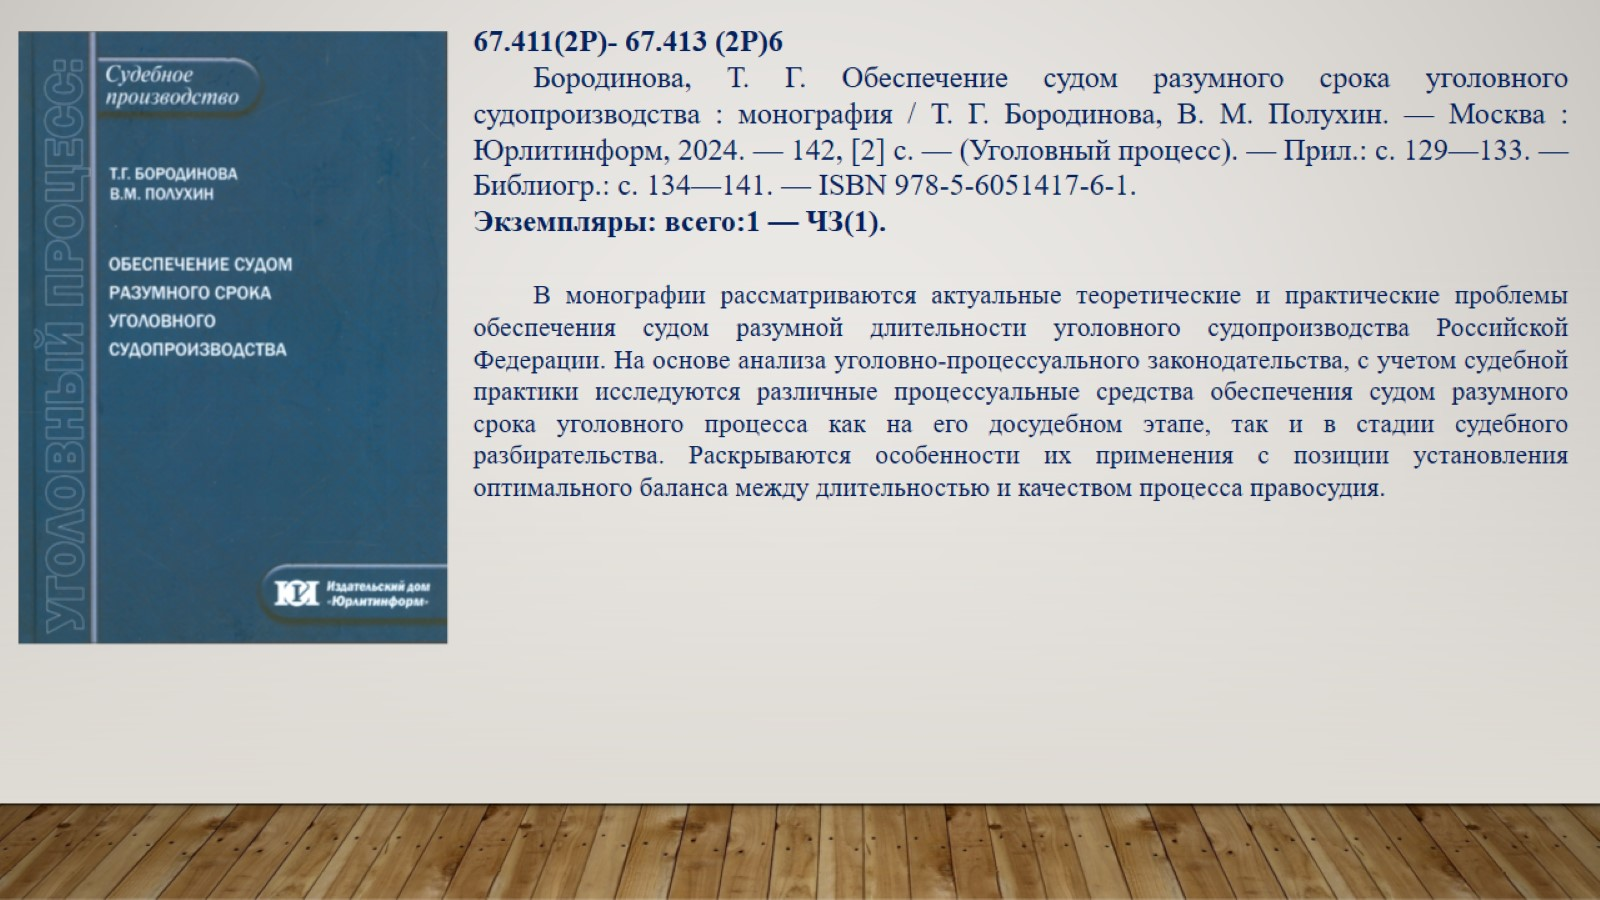 УГОЛОВНЫЙ ПРОЦЕСС:
Судебное
производство
Т.Г. БОРОДИНОВА
В.М. ПОЛУХИН
ОБЕСПЕЧЕНИЕ СУДОМ
РАЗУМНОГО СРОКА
УГОЛОВНОГО
СУДОПРОИЗВОДСТВА
Издательский дом
«Юрлитинформ»
67.411(2Р)- 67.413 (2Р)6
Бородинова, Т. Г. Обеспечение судом разумного срока уголовного
судопроизводства : монография / Т. Г. Бородинова, В. М. Полухин. — Москва :
Юрлитинформ, 2024. — 142, [2] с. — (Уголовный процесс). — Прил.: с. 129—133. —
Библиогр.: с. 134—141. — ISBN 978-5-6051417-6-1.
Экземпляры: всего:1 — ЧЗ(1).
В монографии рассматриваются актуальные теоретические и практические проблемы
обеспечения судом разумной длительности уголовного судопроизводства Российской
Федерации. На основе анализа уголовно-процессуального законодательства, с учетом судебной
практики исследуются различные процессуальные средства обеспечения судом разумного
срока уголовного процесса как на его досудебном этапе, так и в стадии судебного
разбирательства. Раскрываются особенности их применения с позиции установления
оптимального баланса между длительностью и качеством процесса правосудия.